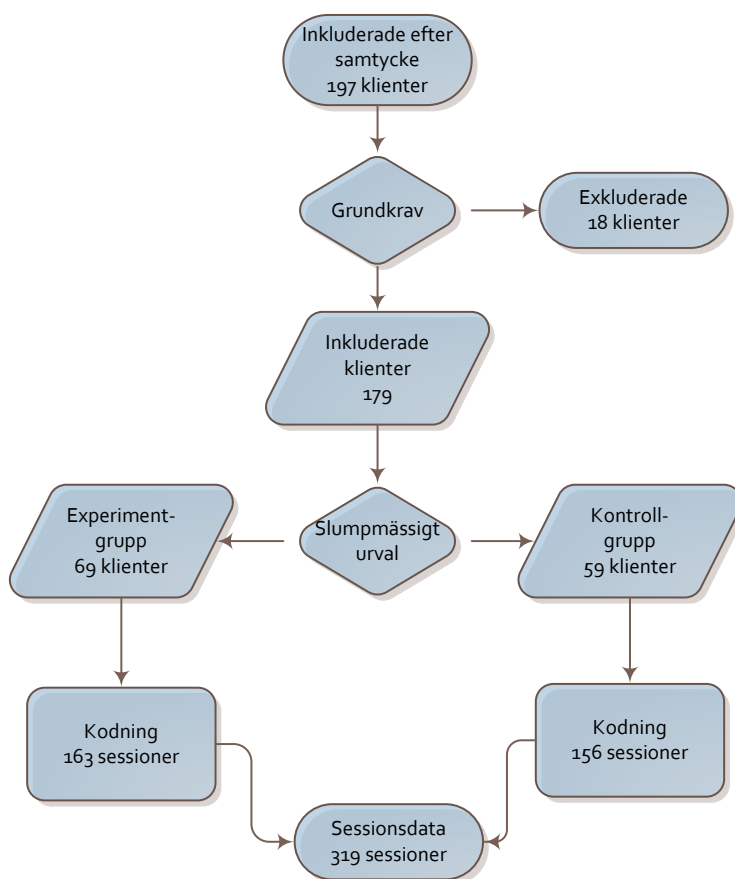 Inkluderade efter
samtycke
197 klienter
Grundkrav
Exkluderade
18 klienter
Inkluderade
klienter
179
Experiment-
grupp
69 klienter
Slumpmässigt
urval
Kontroll-
grupp
59 klienter
Kodning
163 sessioner
Kodning
156 sessioner
Sessionsdata
319 sessioner